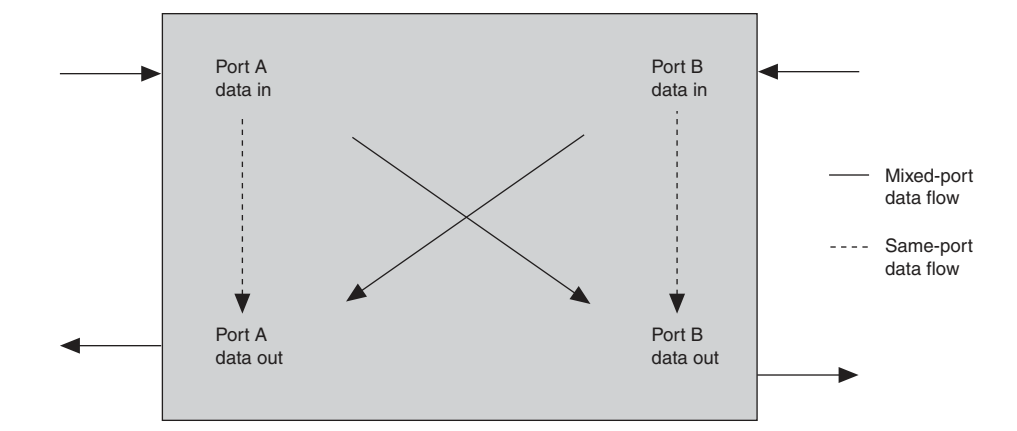 Port A
data in
Port B
data in
Mixed-port
data flow
Same-port
data flow
Port A
data out
Port B
data out